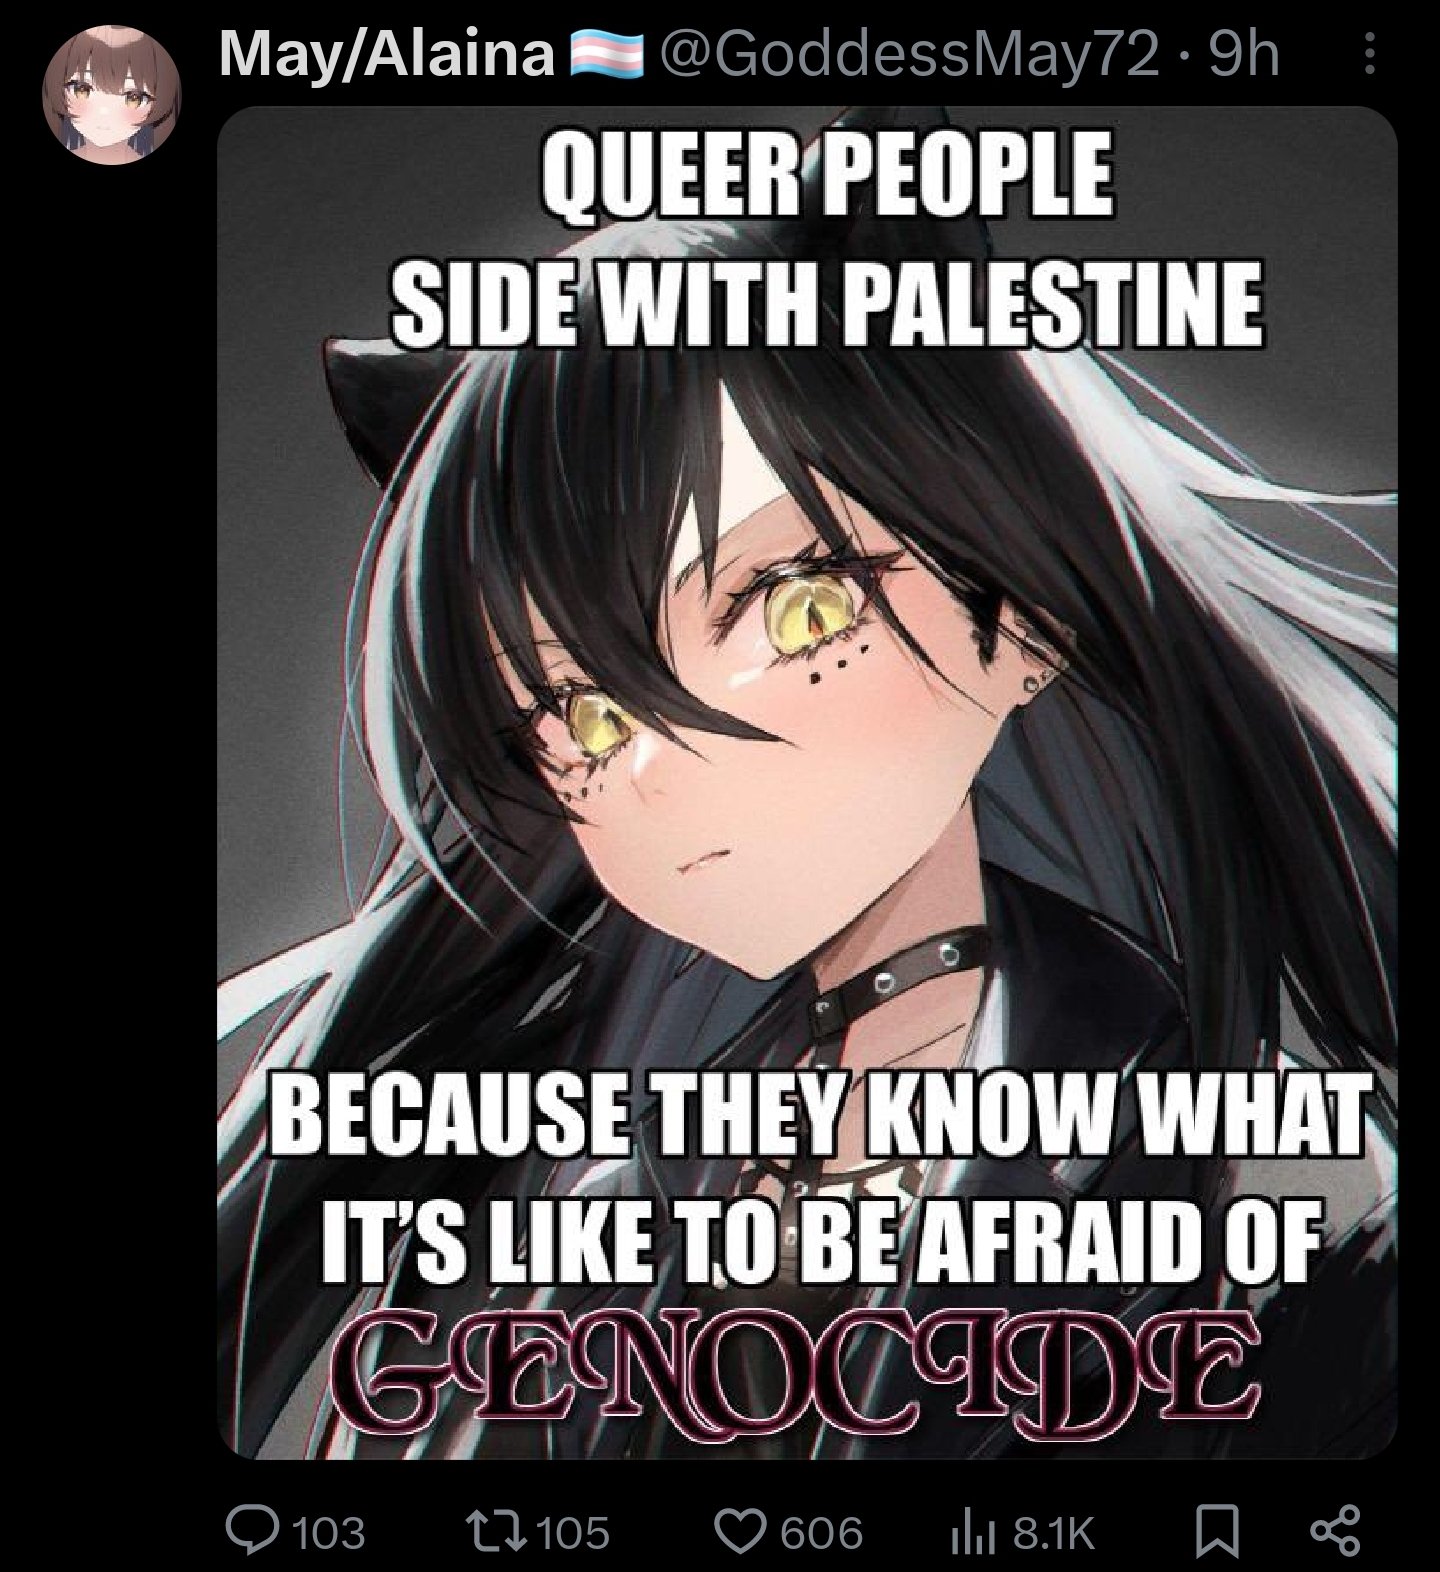 May/Alaina 🏳️‍⚧️ @GoddessMay72 · 9h
QUEER PEOPLE
SIDE WITH PALESTINE
BECAUSE THEY KNOW WHAT
IT'S LIKE TO BE AFRAID OF
GENOCIDE
103 105 606 8.1K